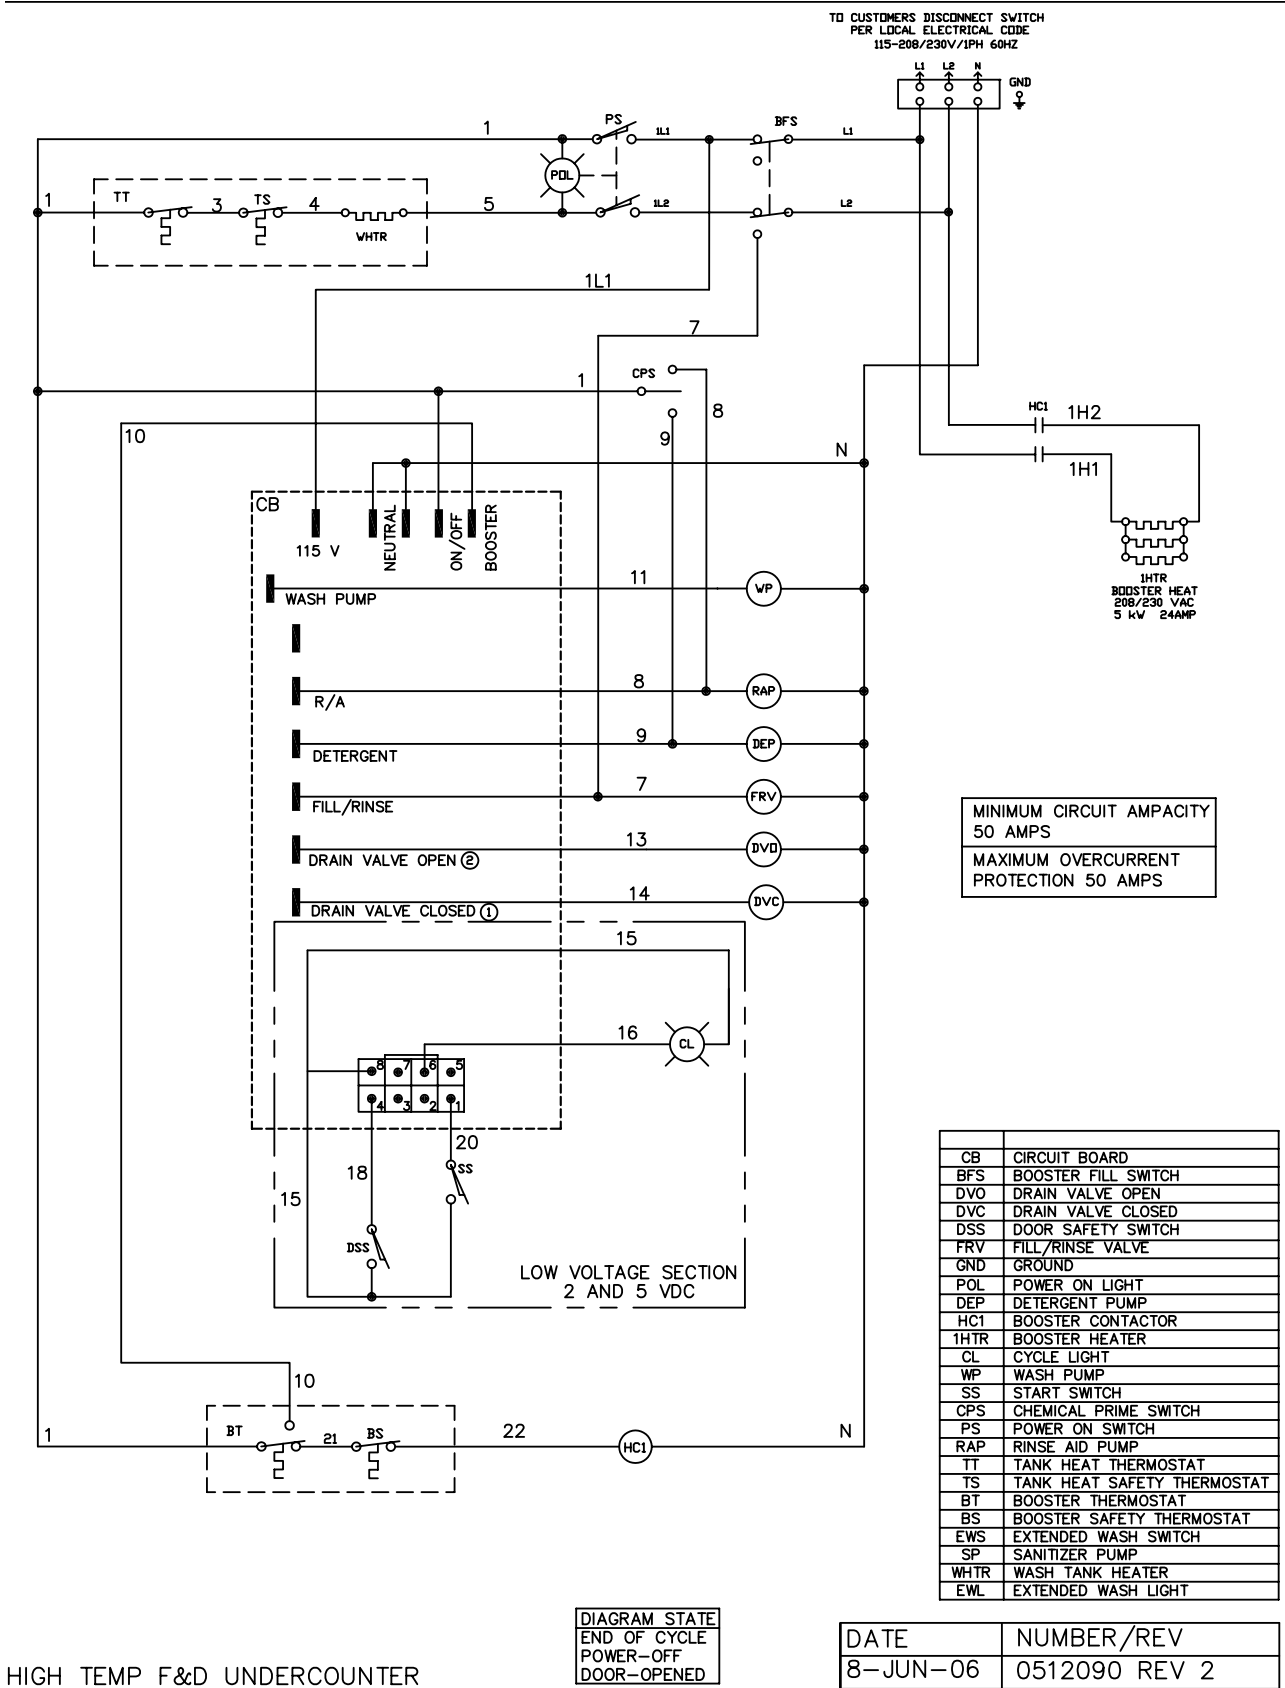 TO CUSTOMERS DISCONNECT SWITCH
PER LOCAL ELECTRICAL CODE
115-208/230V/1PH 60HZ
L1 L2 N
GND
1 PS 1L1 BFS L1
POL
1 TT 3 TS 4 5 1L2 L2
WHTR
1L1
7
1 CPS
8
9
10
HC1 1H2
1H1
N
CB
115 V
NEUTRAL
ON/OFF
BOOSTER
1HTR
BOOSTER HEAT
208/230 VAC
5 kW 24AMP
11 WP
WASH PUMP
8 RAP
R/A
9 DEP
DETERGENT
7 FRV
FILL/RINSE
13 DVO
DRAIN VALVE OPEN ②
14 DVC
DRAIN VALVE CLOSED ①
MINIMUM CIRCUIT AMPACITY
50 AMPS
MAXIMUM OVERCURRENT
PROTECTION 50 AMPS
15
16 CL
8 7 6 5
4 3 2 1
20
18 SS
15
DSS
LOW VOLTAGE SECTION
2 AND 5 VDC
10
1 BT 21 BS 22 HC1 N
CB CIRCUIT BOARD
BFS BOOSTER FILL SWITCH
DVO DRAIN VALVE OPEN
DVC DRAIN VALVE CLOSED
DSS DOOR SAFETY SWITCH
FRV FILL/RINSE VALVE
GND GROUND
POL POWER ON LIGHT
DEP DETERGENT PUMP
HC1 BOOSTER CONTACTOR
1HTR BOOSTER HEATER
CL CYCLE LIGHT
WP WASH PUMP
SS START SWITCH
CPS CHEMICAL PRIME SWITCH
PS POWER ON SWITCH
RAP RINSE AID PUMP
TT TANK HEAT THERMOSTAT
TS TANK HEAT SAFETY THERMOSTAT
BT BOOSTER THERMOSTAT
BS BOOSTER SAFETY THERMOSTAT
EWS EXTENDED WASH SWITCH
SP SANITIZER PUMP
WHTR WASH TANK HEATER
EWL EXTENDED WASH LIGHT
DIAGRAM STATE
END OF CYCLE
POWER-OFF
DOOR-OPENED
DATE NUMBER/REV
8-JUN-06 0512090 REV 2
HIGH TEMP F&D UNDERCOUNTER